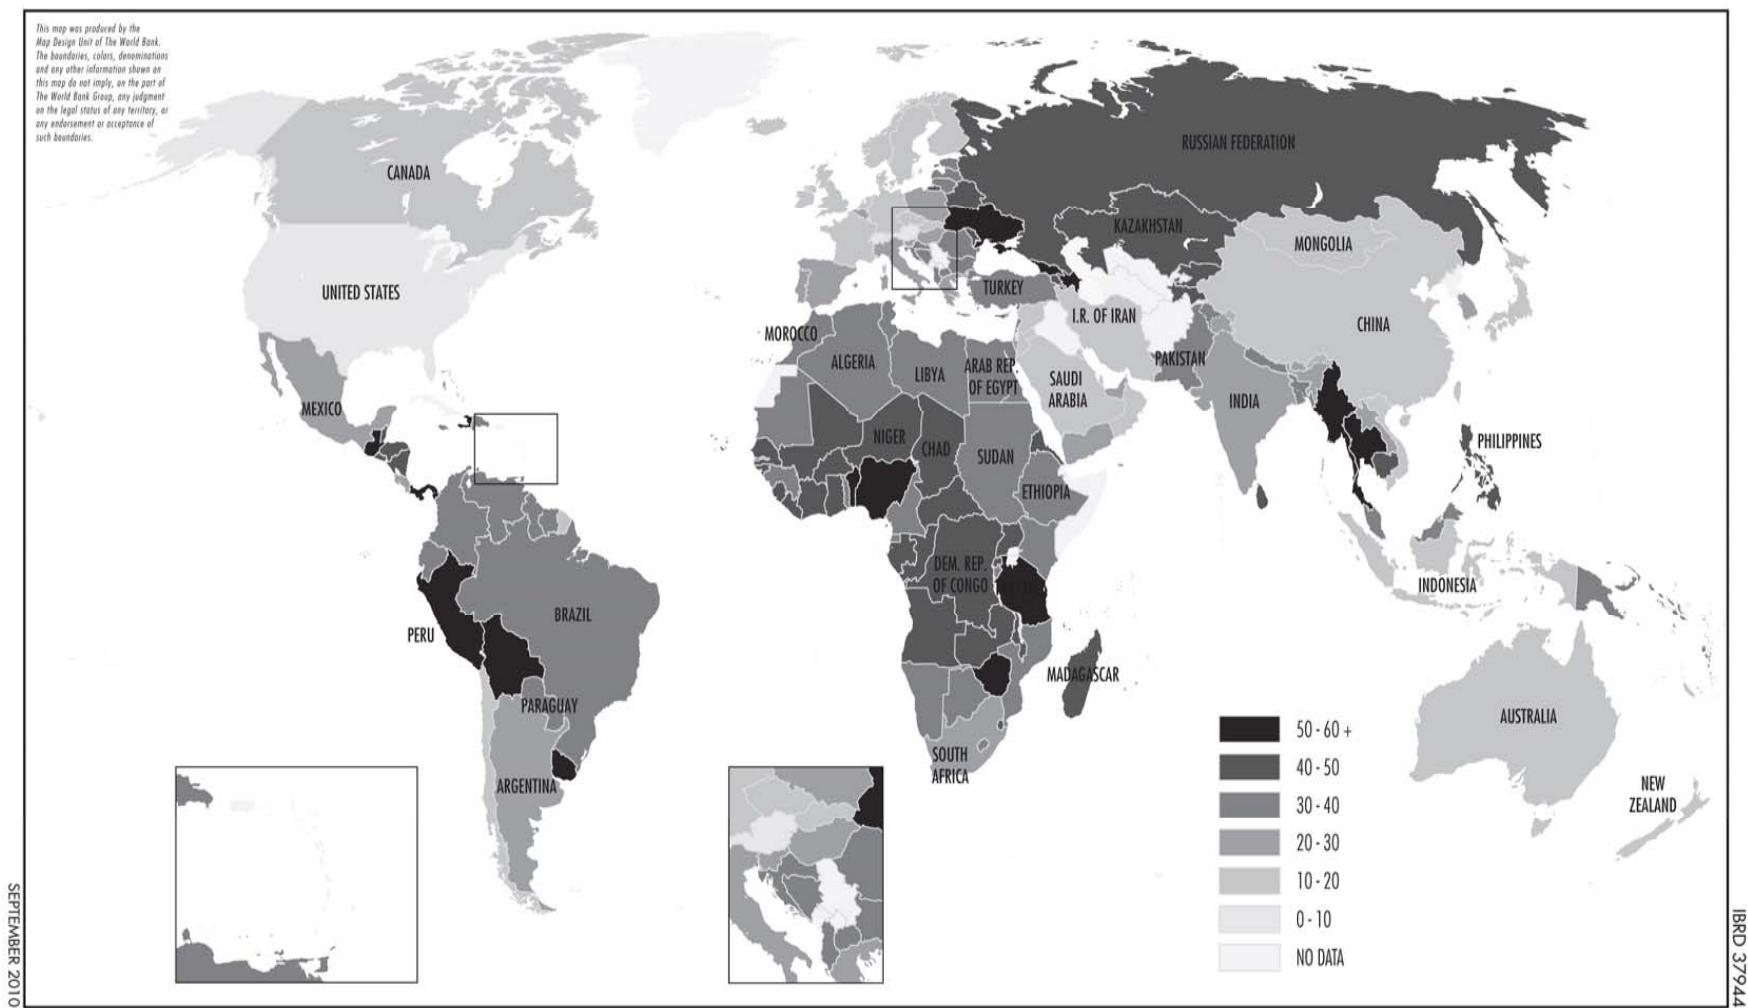 This map was produced by the
Map Design Unit of The World Bank.
The boundaries, colors, denominations
and any other information shown on
this map do not imply, on the part of
The World Bank Group, any judgment
on the legal status of any territory, or
any endorsement or acceptance of
such boundaries.
CANADA
UNITED STATES
MEXICO
PERU
BRAZIL
PARAGUAY
ARGENTINA
RUSSIAN FEDERATION
KAZAKHSTAN
MONGOLIA
TURKEY
I.R. OF IRAN
CHINA
MOROCCO
ALGERIA
LIBYA
ARAB REP.
OF EGYPT
SAUDI
ARABIA
PAKISTAN
INDIA
NIGER
CHAD
SUDAN
ETHIOPIA
PHILIPPINES
DEM. REP.
OF CONGO
INDONESIA
MADAGASCAR
SOUTH
AFRICA
AUSTRALIA
NEW
ZEALAND
50 - 60 +
40 - 50
30 - 40
20 - 30
10 - 20
0 - 10
NO DATA
SEPTEMBER 2010
IBRD 37944